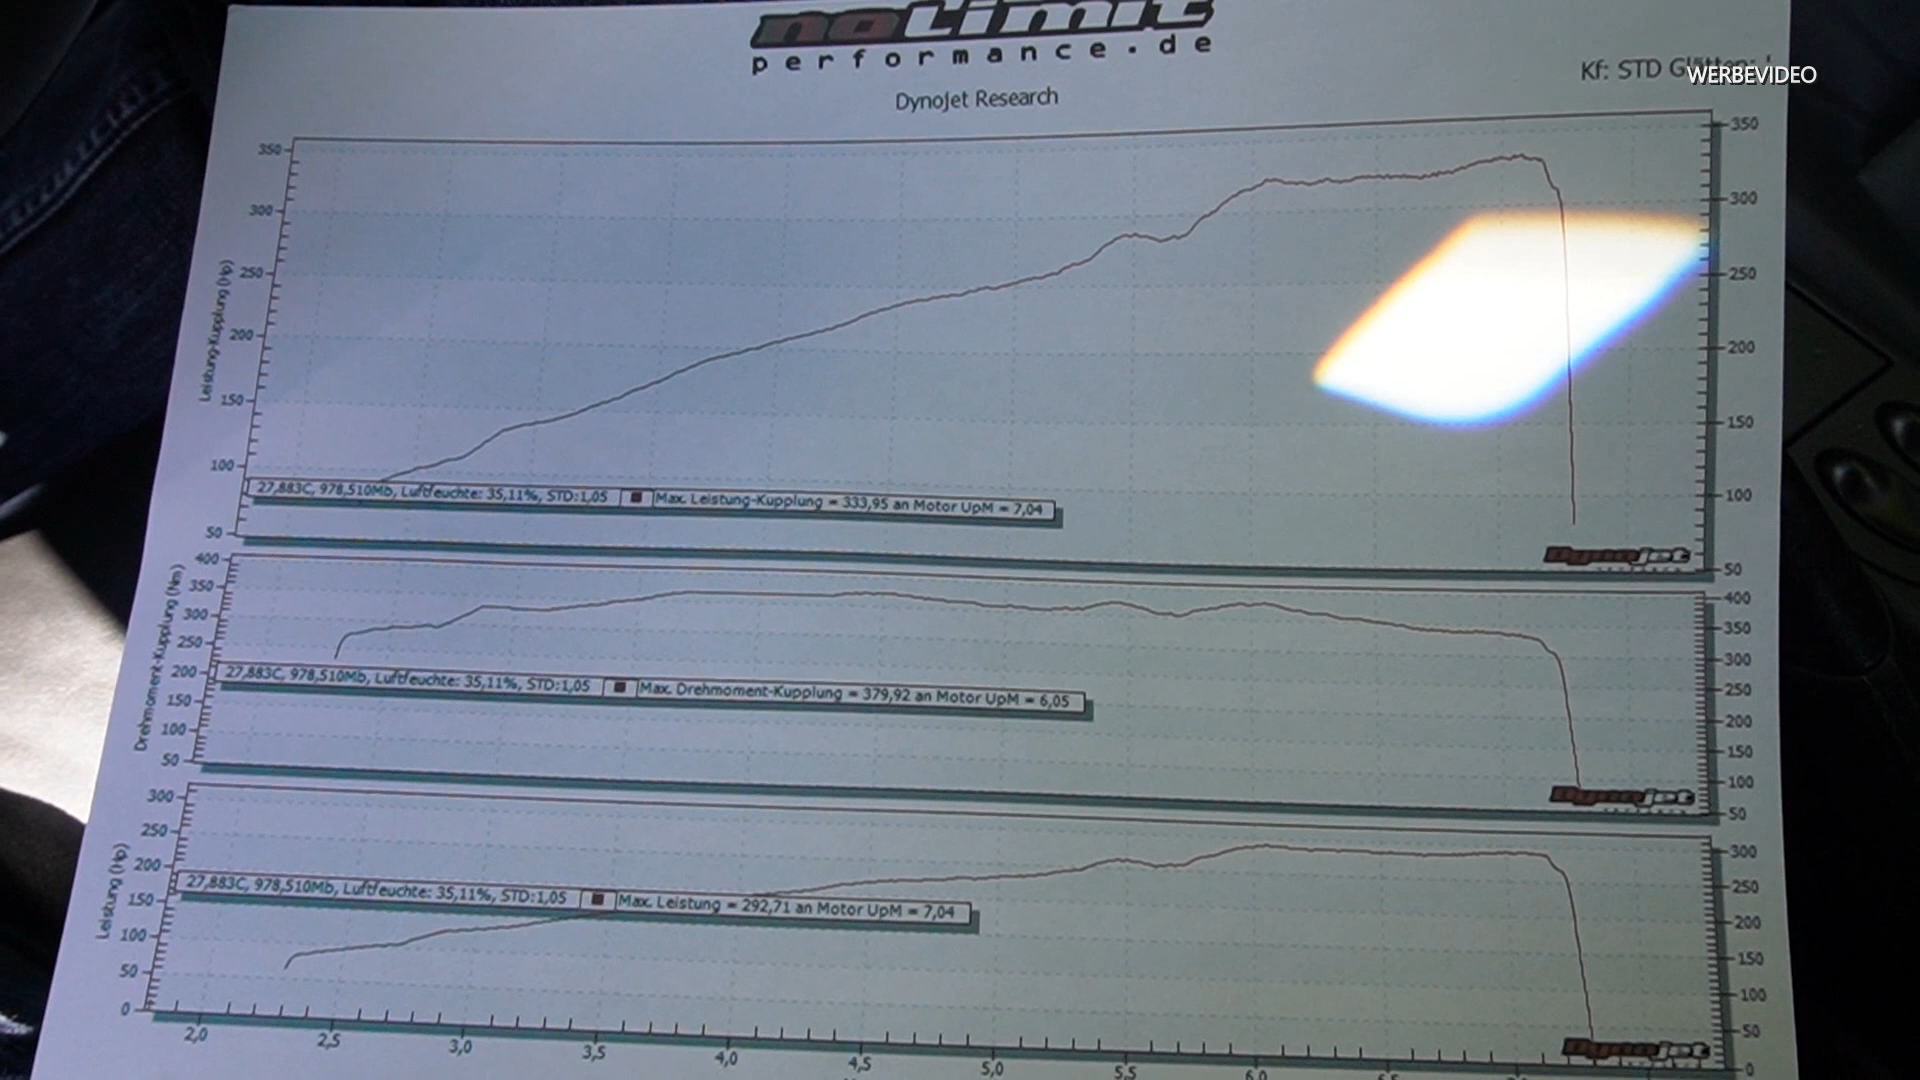 noLimit
performance.de
DynoJet Research
Kf: STD
WERBEVIDEO
Leistung-Kupplung (Hp)
350
300
250
200
150
100
50
350
300
250
200
150
100
50
27,883C, 978,510Mb, Luftfeuchte: 35,11%, STD:1,05 Max. Leistung-Kupplung = 333,95 an Motor UpM = 7,04
Dynojet
Drehmoment-Kupplung (Nm)
400
350
300
250
200
150
100
50
400
350
300
250
200
150
100
50
27,883C, 978,510Mb, Luftfeuchte: 35,11%, STD:1,05 Max. Drehmoment-Kupplung = 379,92 an Motor UpM = 6,05
Dynojet
Leistung (Hp)
300
250
200
150
100
50
0
300
250
200
150
100
50
0
27,883C, 978,510Mb, Luftfeuchte: 35,11%, STD:1,05 Max. Leistung = 292,71 an Motor UpM = 7,04
Dynojet
2,0 2,5 3,0 3,5 4,0 4,5 5,0 5,5 6,0